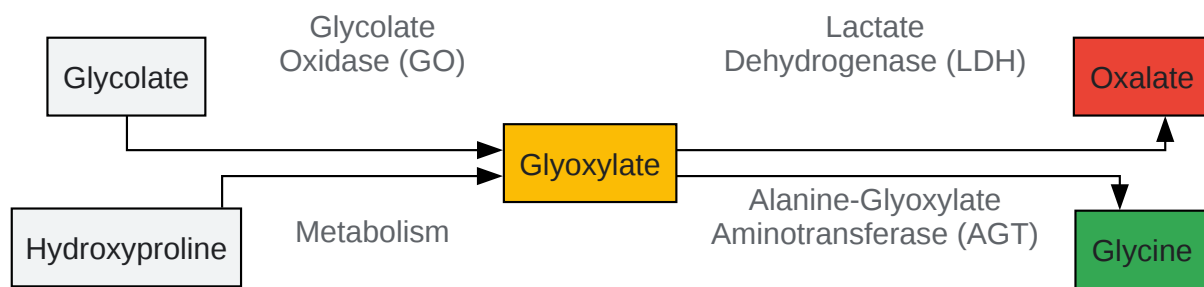 Glycolate
Oxidase (GO)
Lactate
Dehydrogenase (LDH)
Glycolate
Oxalate
Glyoxylate
Hydroxyproline
Metabolism
Alanine-Glyoxylate
Aminotransferase (AGT)
Glycine